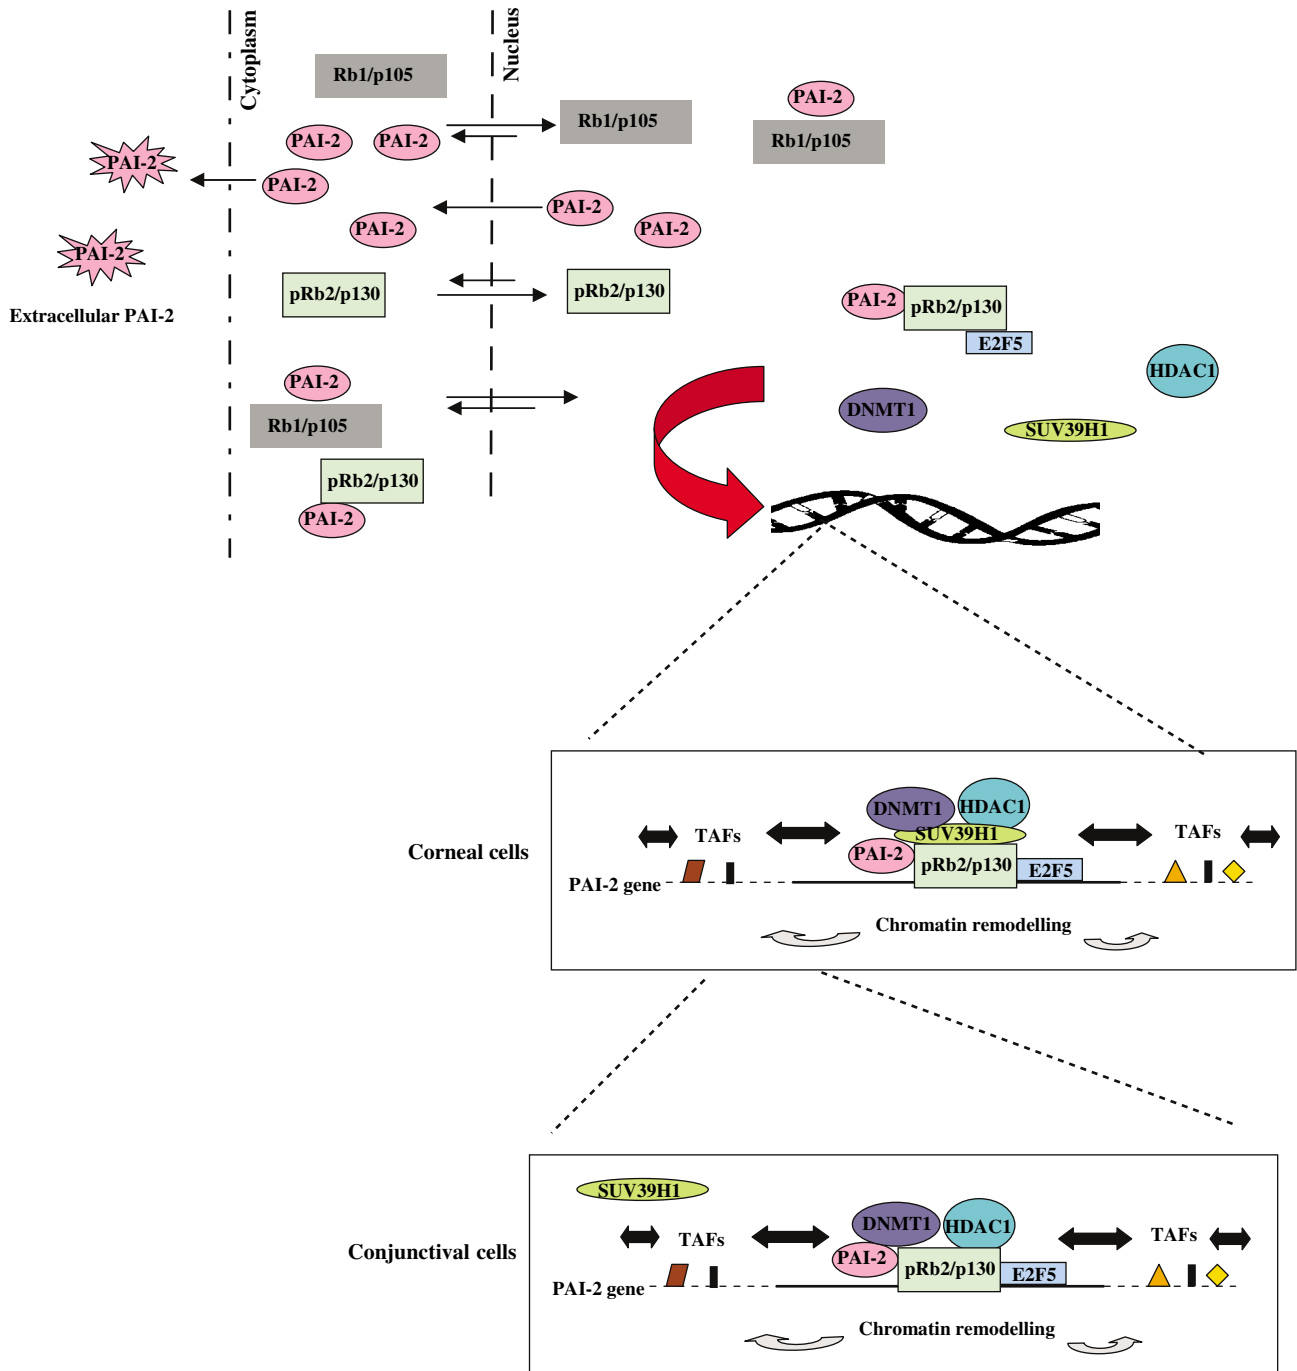 Cytoplasm
Nucleus
Rb1/p105
PAI-2
Rb1/p105
Rb1/p105
PAI-2
PAI-2
PAI-2
PAI-2
PAI-2
PAI-2
PAI-2
PAI-2
PAI-2
pRb2/p130
pRb2/p130
PAI-2
pRb2/p130
E2F5
Extracellular PAI-2
HDAC1
PAI-2
Rb1/p105
DNMT1
SUV39H1
pRb2/p130
PAI-2
DNMT1
HDAC1
TAFs
SUV39H1
TAFs
Corneal cells
PAI-2
pRb2/p130
E2F5
PAI-2 gene
Chromatin remodelling
SUV39H1
DNMT1
HDAC1
TAFs
TAFs
Conjunctival cells
PAI-2
pRb2/p130
E2F5
PAI-2 gene
Chromatin remodelling